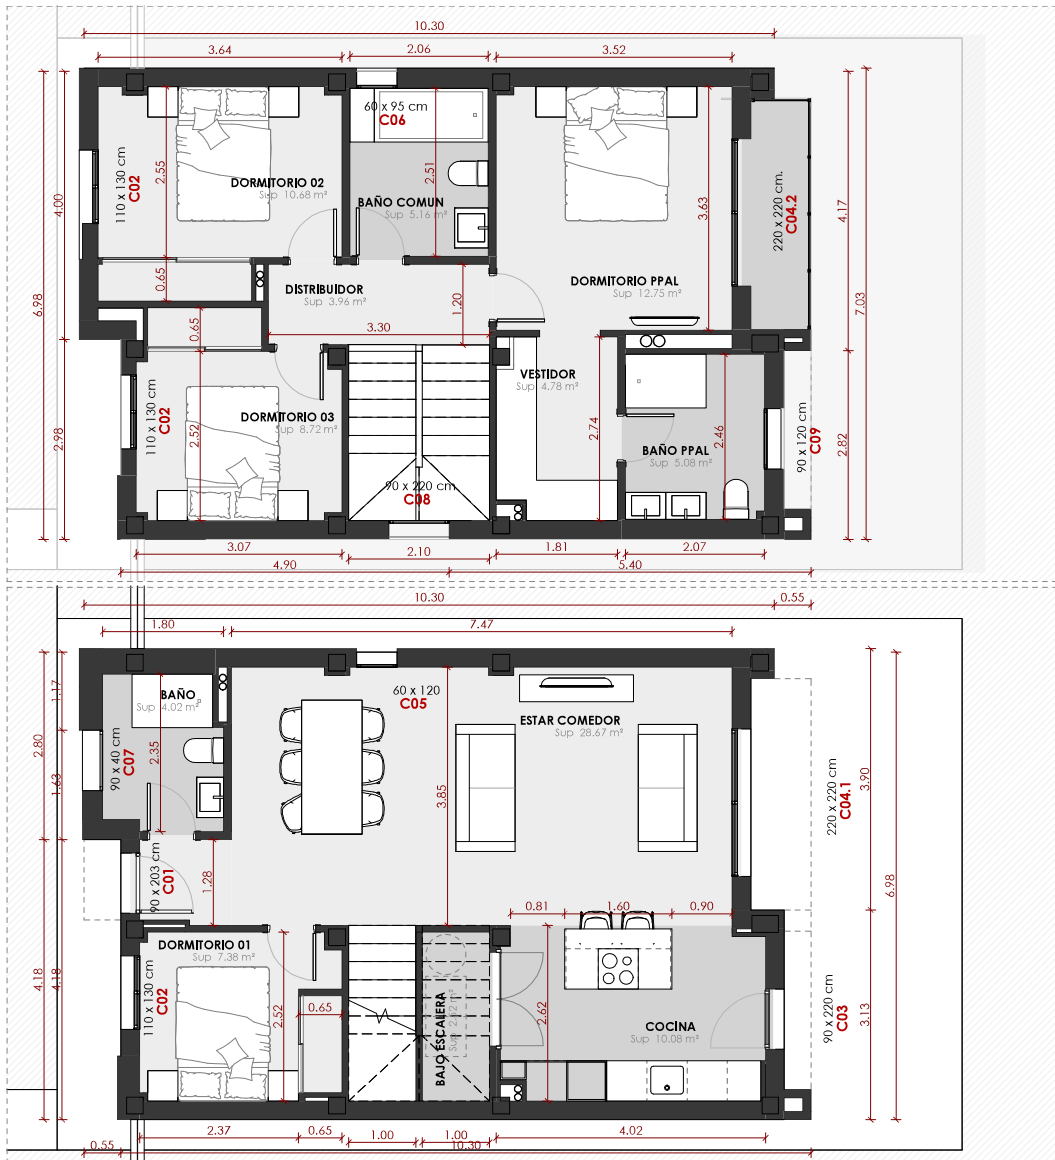 10.30
3.64
2.06
3.52
60 x 95 cm
C06
2.55
2.51
3.63
110 x 130 cm
C02
DORMITORIO 02
Sup 10.68 m²
BAÑO COMUN
Sup 5.16 m²
220 x 220 cm.
C04.2
4.00
4.17
6.98
7.03
0.65
DISTRIBUIDOR
Sup 3.96 m²
1.20
DORMITORIO PPAL
Sup 12.75 m²
0.65
3.30
VESTIDOR
Sup 4.78 m²
110 x 130 cm
C02
DORMITORIO 03
Sup 8.72 m²
2.52
2.98
2.74
2.46
BAÑO PPAL
Sup 5.08 m²
90 x 120 cm
C09
2.82
90 x 220 cm
C08
3.07
2.10
1.81
2.07
4.90
5.40
10.30
0.55
1.80
7.47
1.17
BAÑO
Sup 4.02 m²
60 x 120
C05
ESTAR COMEDOR
Sup 28.67 m²
2.80
90 x 40 cm
C07
2.35
1.63
3.85
220 x 220 cm
C04.1
3.90
6.98
90 x 203 cm
C01
1.28
0.81
1.60
0.90
DORMITORIO 01
Sup 7.38 m²
4.18
4.18
110 x 130 cm
C02
2.52
0.65
BAJO ESCALERA
2.62
COCINA
Sup 10.08 m²
90 x 220 cm
C03
3.13
2.37
0.65
1.00
1.00
4.02
0.55
10.30